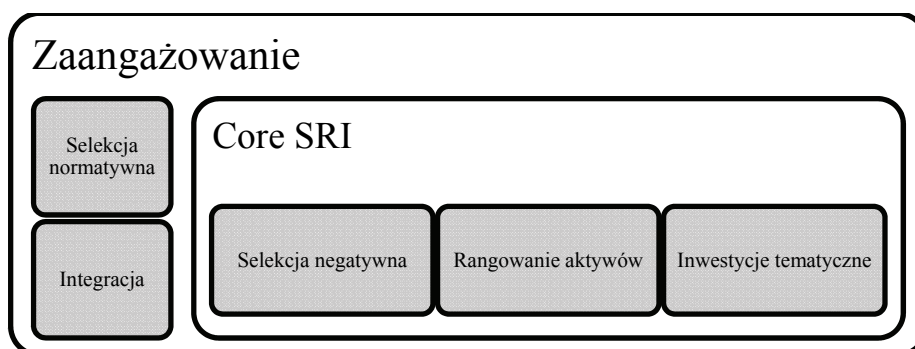 Zaangażowanie
Selekcja
normatywna
Integracja
Core SRI
Selekcja negatywna
Rangowanie aktywów
Inwestycje tematyczne